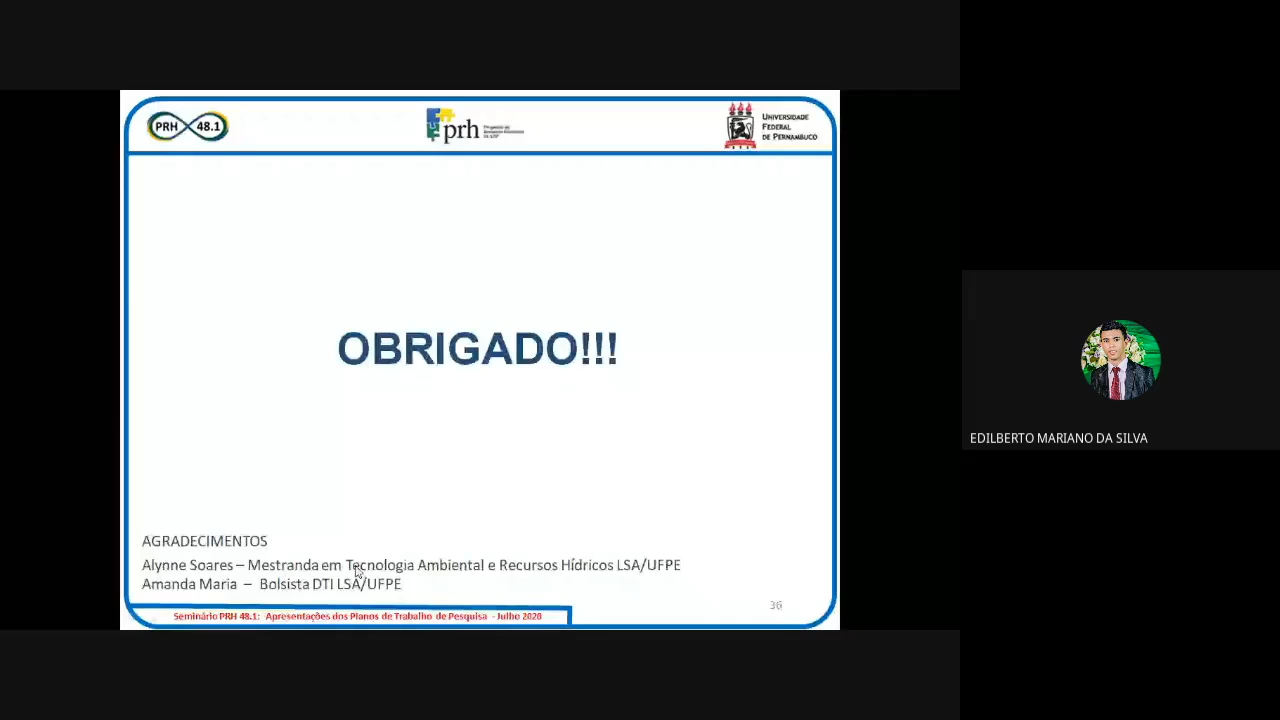 PRH 48.1
prh
UNIVERSIDADE
FEDERAL
DE PERNAMBUCO
OBRIGADO!!!
AGRADECIMENTOS
Alynne Soares – Mestranda em Tecnologia Ambiental e Recursos Hídricos LSA/UFPE
Amanda Maria – Bolsista DTI LSA/UFPE
36
Seminário PRH 48.1: Apresentações dos Planos de Trabalho de Pesquisa - Julho 2020
EDILBERTO MARIANO DA SILVA